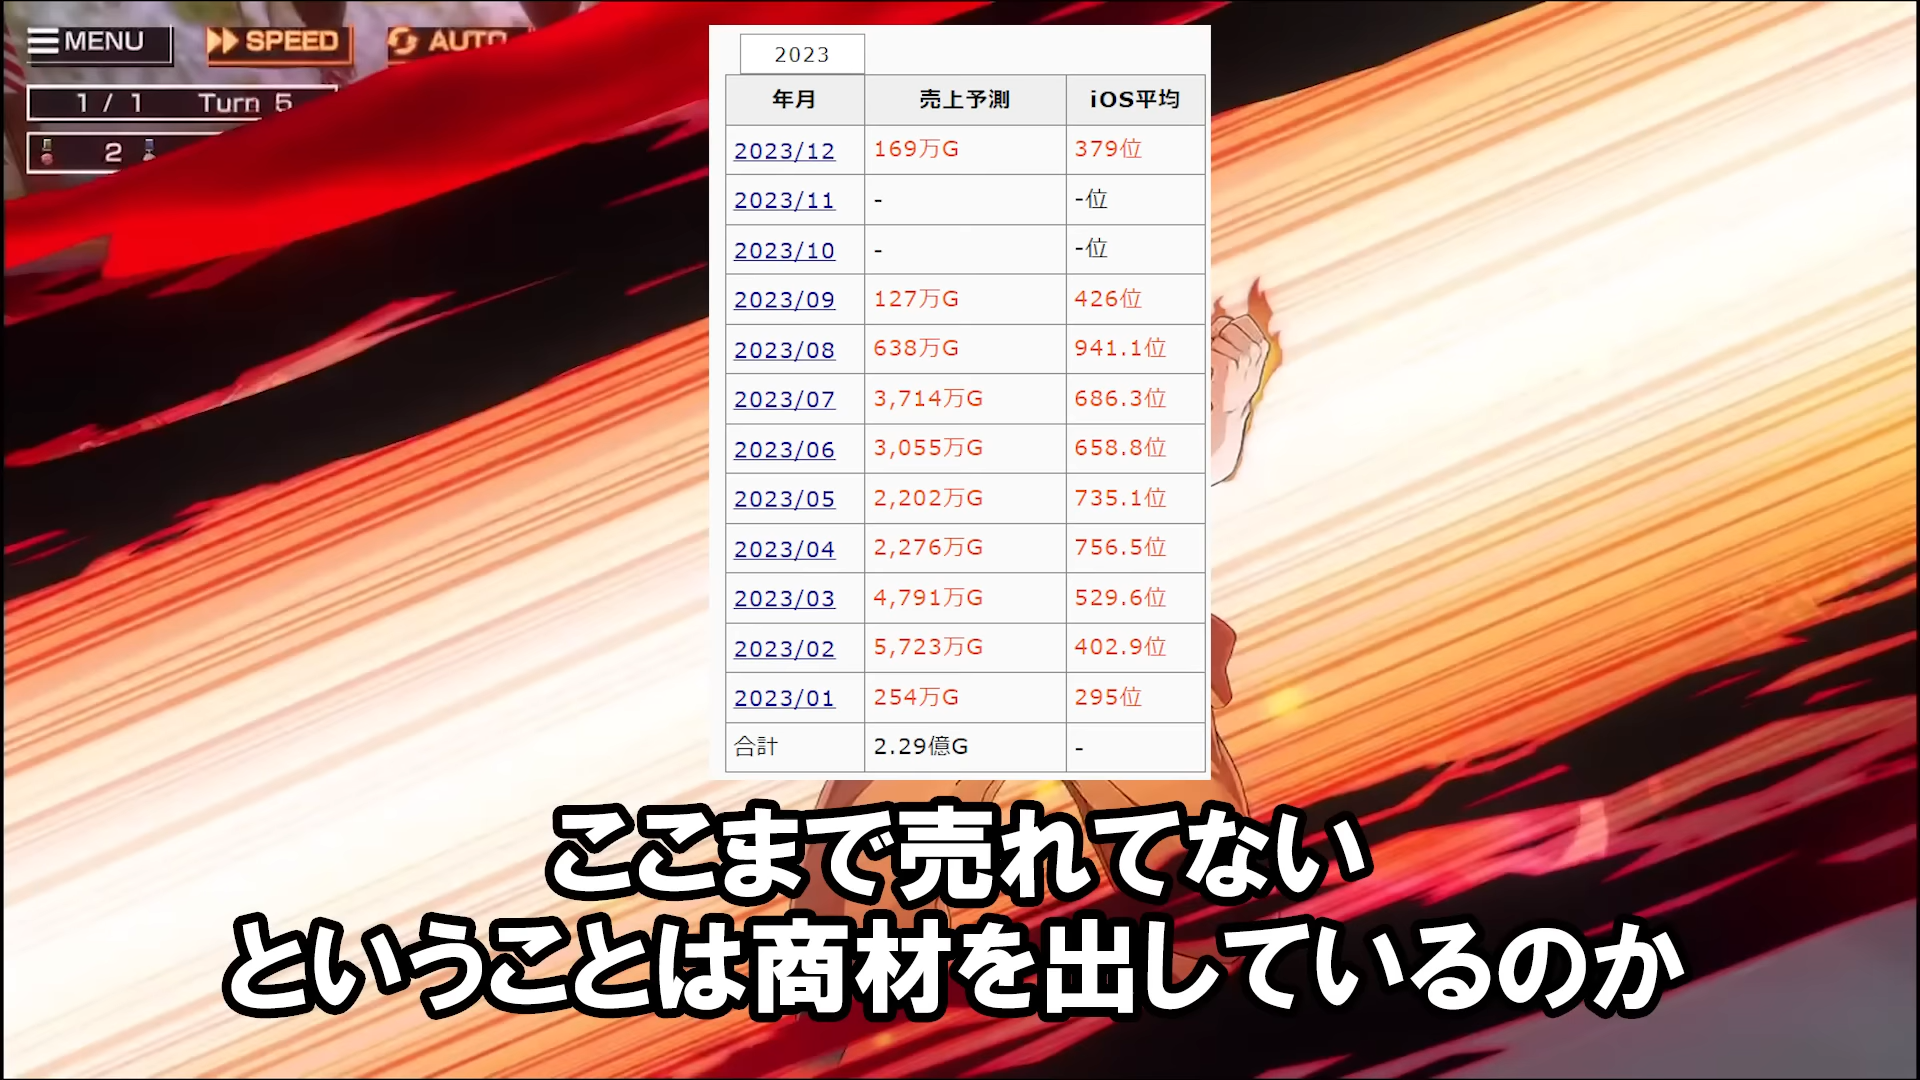 MENU
SPEED
AUTO
1 / 1 Turn 5
2
2023
年月 売上予測 iOS平均
2023/12 169万G 379位
2023/11 - -位
2023/10 - -位
2023/09 127万G 426位
2023/08 638万G 941.1位
2023/07 3,714万G 686.3位
2023/06 3,055万G 658.8位
2023/05 2,202万G 735.1位
2023/04 2,276万G 756.5位
2023/03 4,791万G 529.6位
2023/02 5,723万G 402.9位
2023/01 254万G 295位
合計 2.29億G -
ここまで売れてない
ということは商材を出しているのか